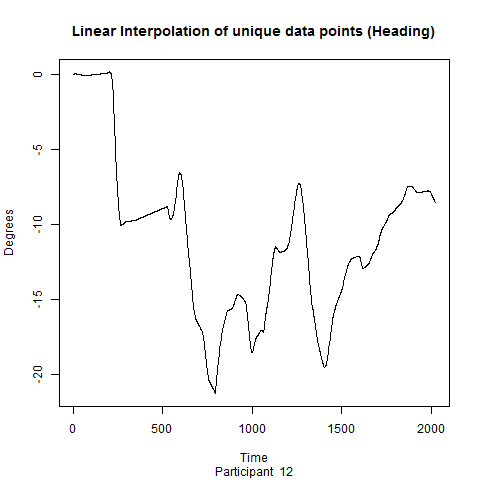 Linear Interpolation of unique data points (Heading)
Degrees
0
-5
-10
-15
-20
0 500 1000 1500 2000
Time
Participant 12